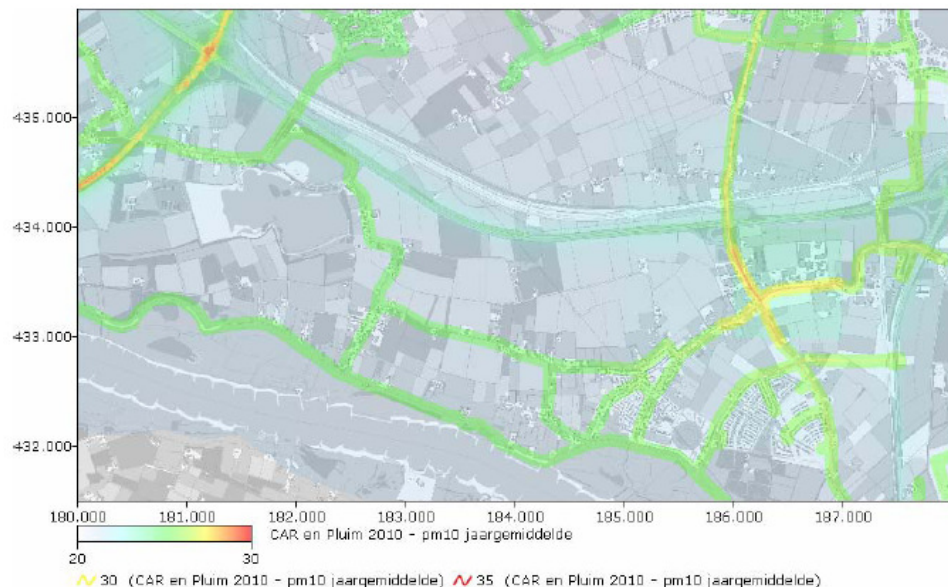 435.000
434.000
433.000
432.000
180.000 181.000 182.000 183.000 184.000 185.000 186.000 187.000
CAR en Pluim 2010 - pm10 jaargemiddelde
20 30
30 (CAR en Pluim 2010 - pm10 jaargemiddelde) 35 (CAR en Pluim 2010 - pm10 jaargemiddelde)